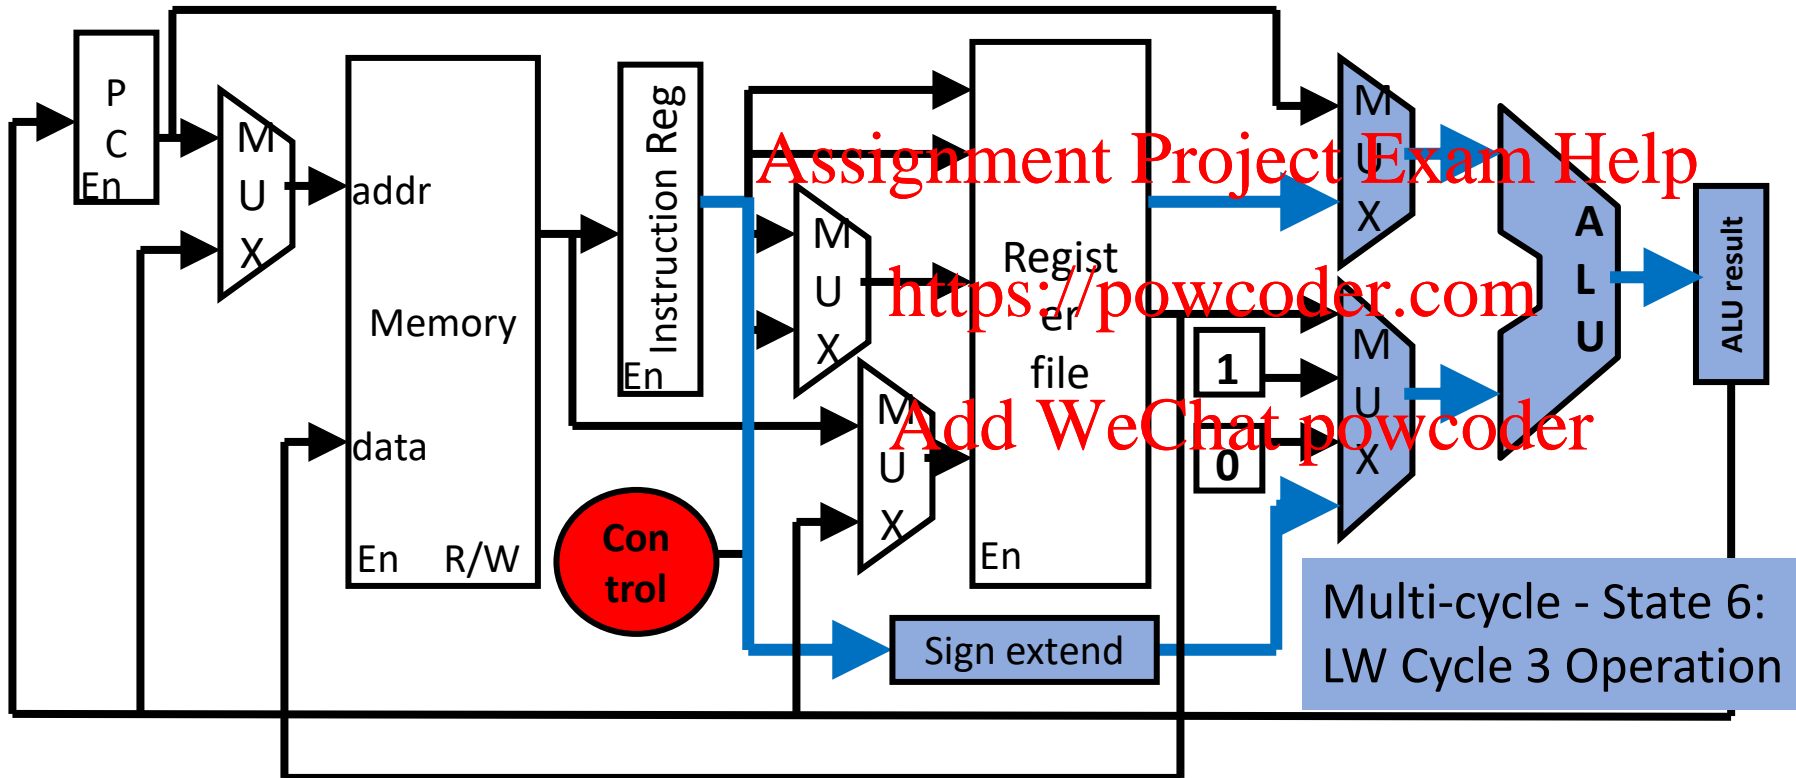 P
C
En
M
U
X
addr
Memory
data
En R/W
Instruction Reg
En
M
U
X
M
U
X
Regist
er
file
En
Con
trol
Sign extend
1
0
M
U
X
M
U
X
A
L
U
ALU result
Assignment Project Exam Help
https://powcoder.com
Add WeChat powcoder
Multi-cycle - State 6:
LW Cycle 3 Operation